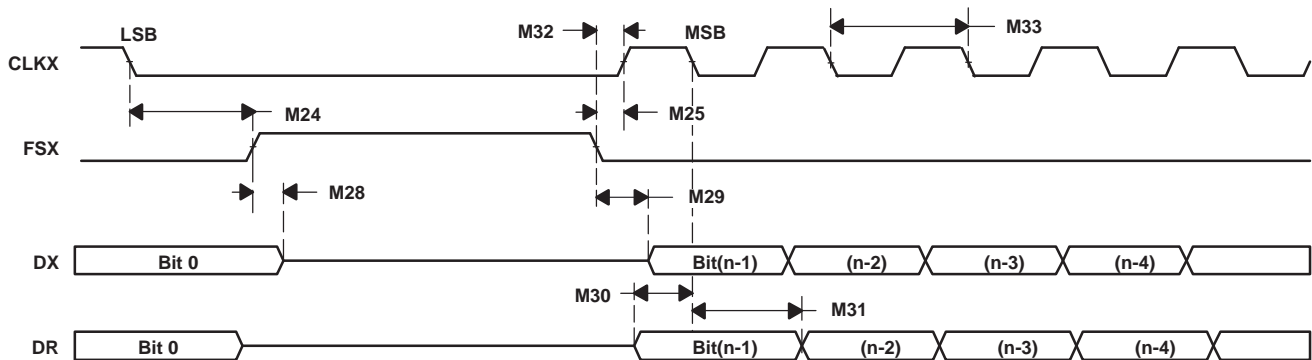 LSB M32 MSB M33
CLKX
M24 M25
FSX
M28 M29
DX Bit 0 Bit(n-1) (n-2) (n-3) (n-4)
M30 M31
DR Bit 0 Bit(n-1) (n-2) (n-3) (n-4)